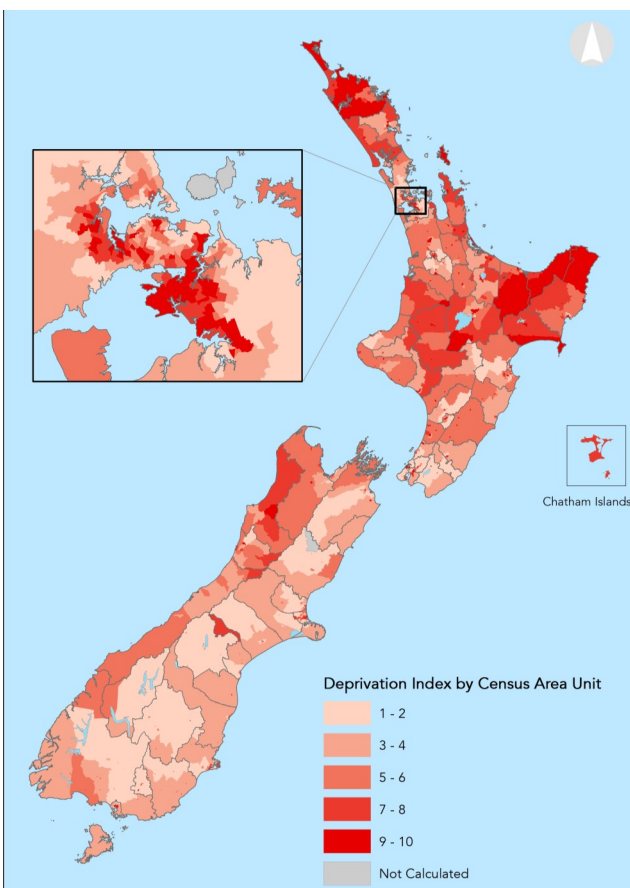 Chatham Islands
Deprivation Index by Census Area Unit
1 - 2
3 - 4
5 - 6
7 - 8
9 - 10
Not Calculated